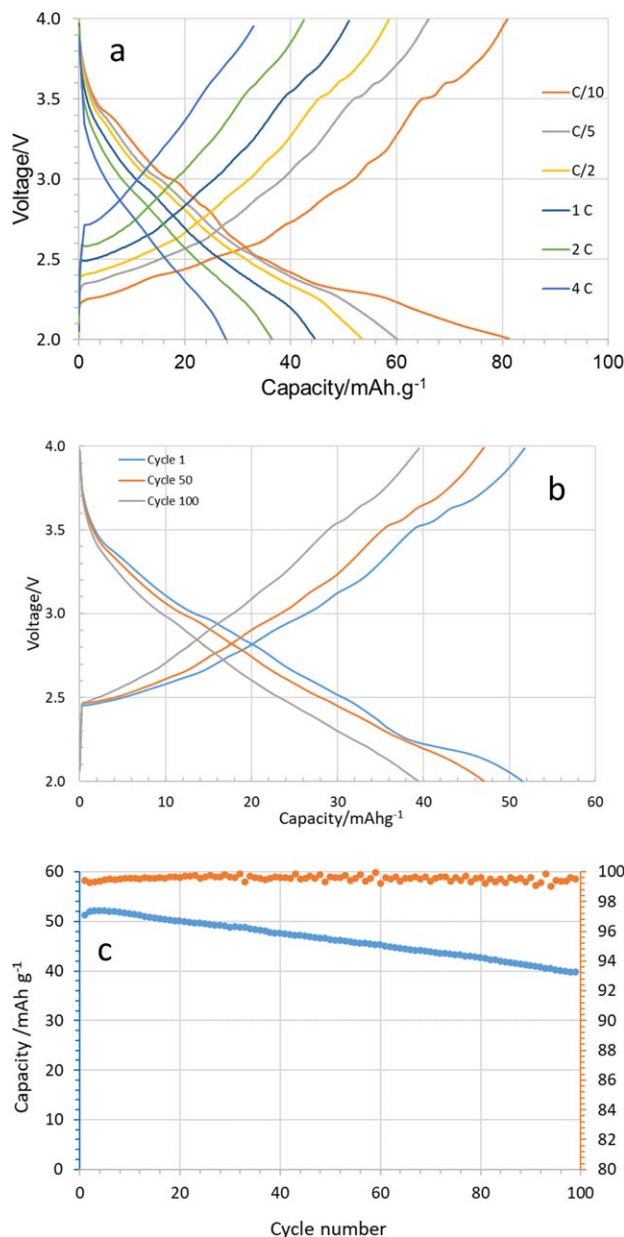 a
4.0
3.5
3.0
2.5
2.0
Voltage/V
0
20
40
60
80
100
Capacity/mAh.g⁻¹
C/10
C/5
C/2
1 C
2 C
4 C
b
Cycle 1
Cycle 50
Cycle 100
4.0
3.5
3.0
2.5
2.0
Voltage/V
0
10
20
30
40
50
60
Capacity/mAhg⁻¹
c
60
50
40
30
20
10
0
Capacity /mAh g⁻¹
100
98
96
94
92
90
88
86
84
82
80
0
20
40
60
80
100
Cycle number